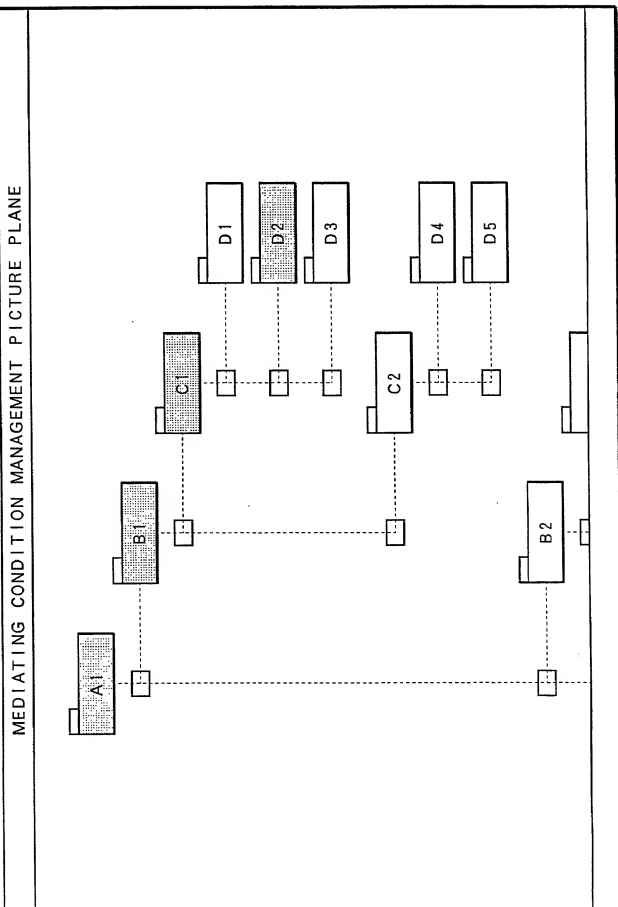 MEDIATING CONDITION MANAGEMENT PICTURE PLANE
A1
B1
C1
D1
D2
D3
C2
D4
D5
B2